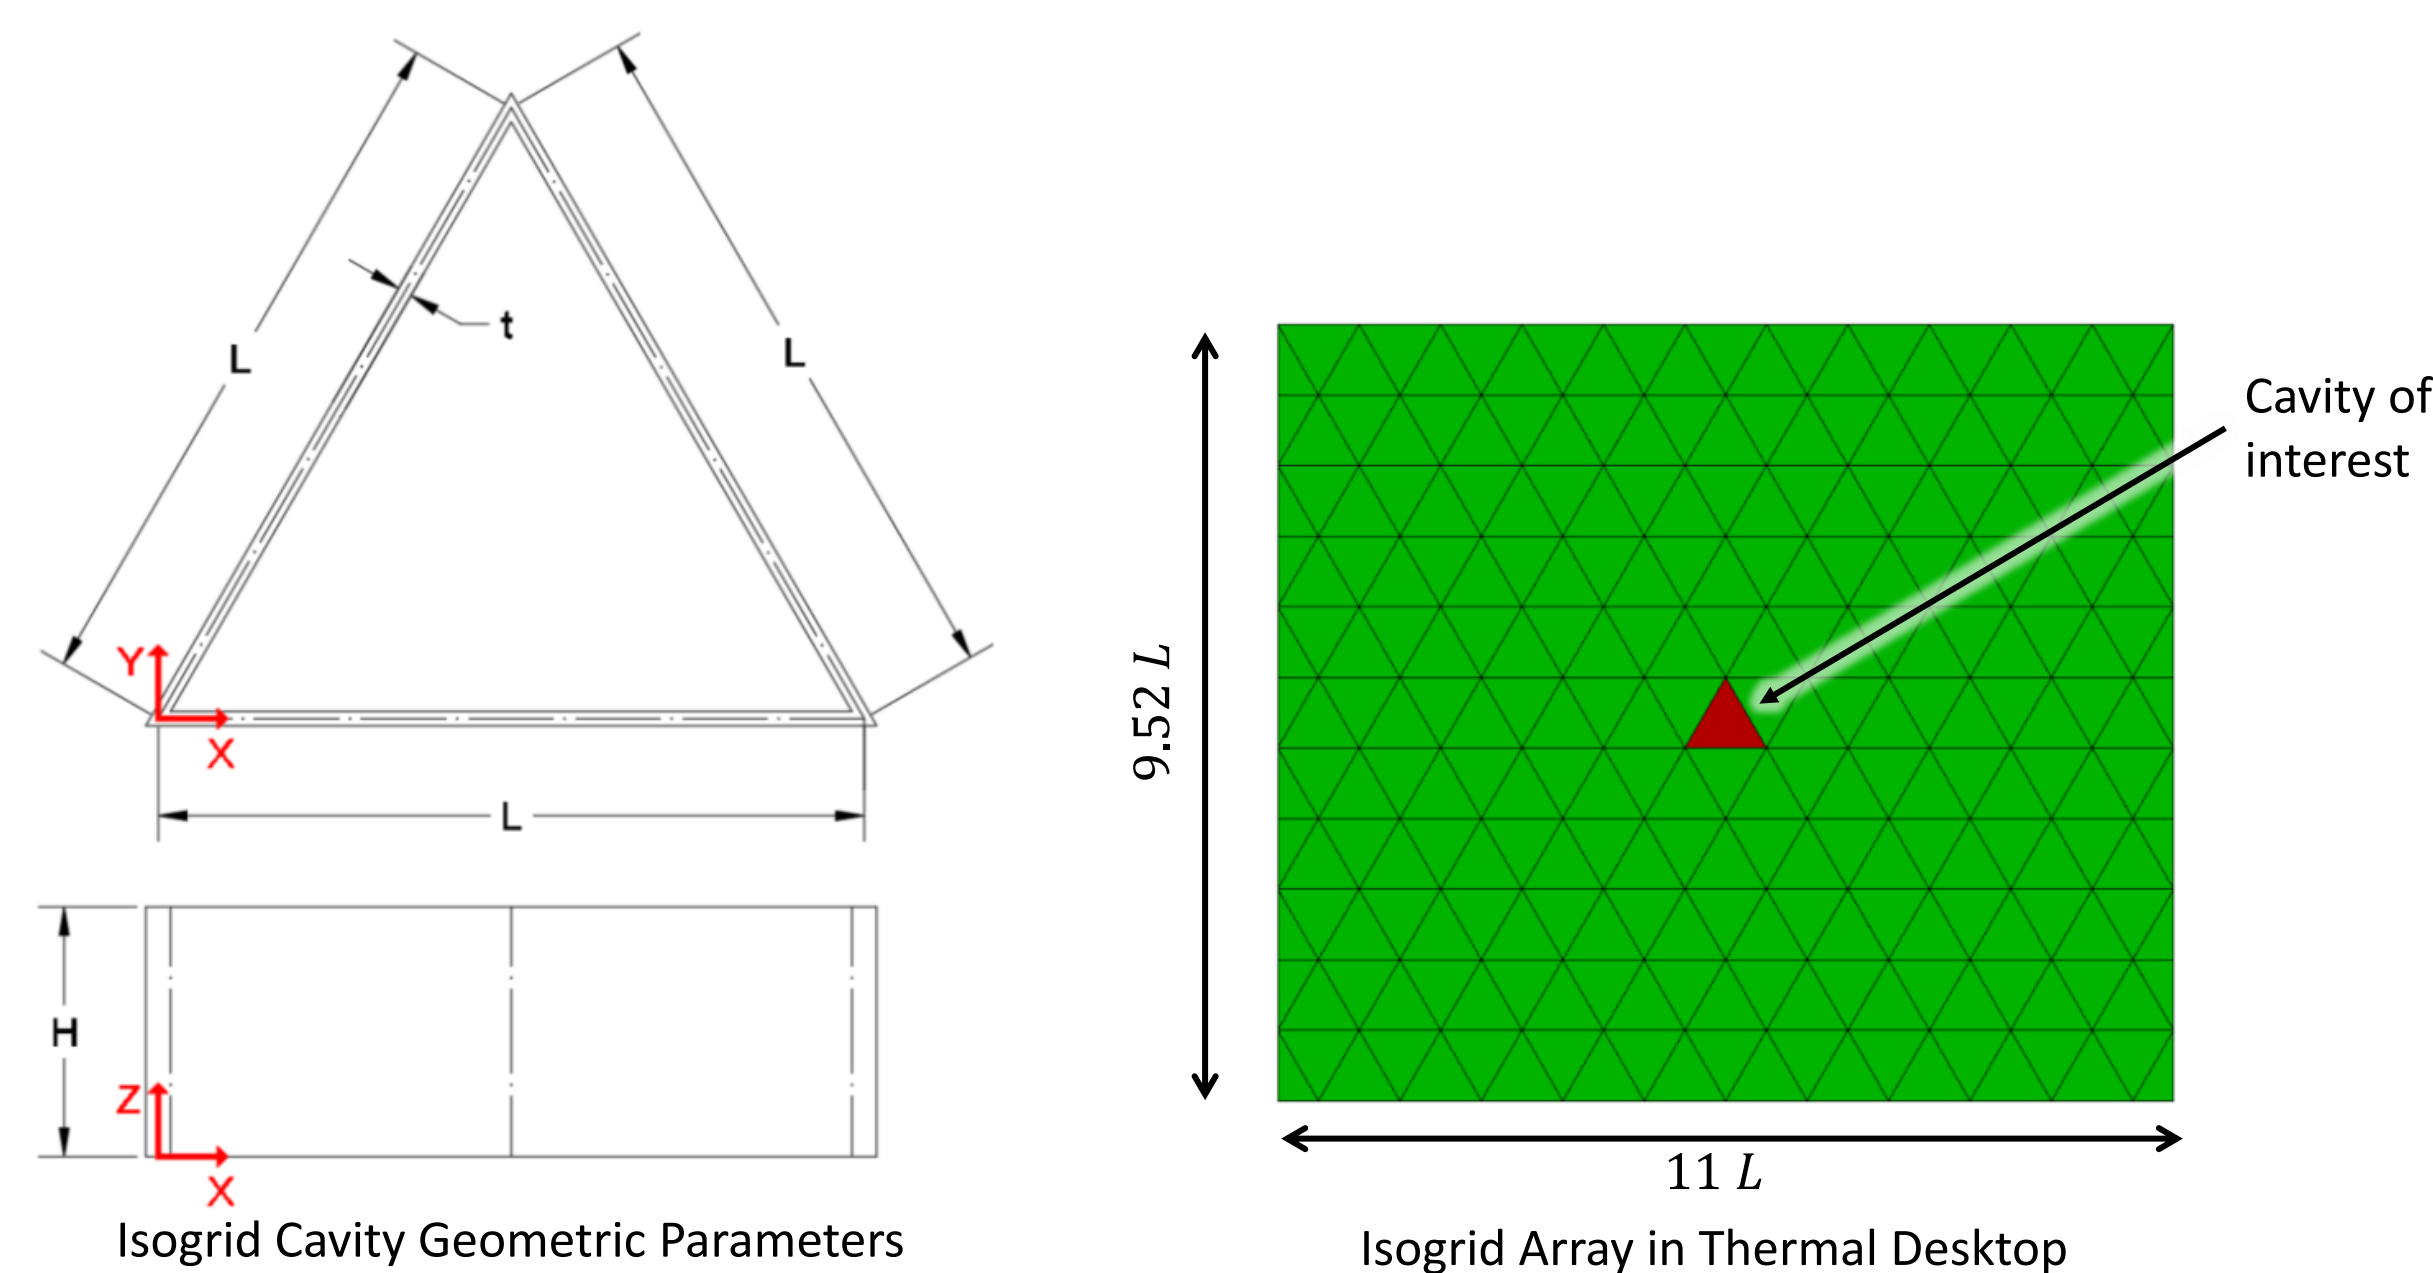 L
L
t
Y
X
L
H
Z
X
Isogrid Cavity Geometric Parameters
Cavity of
interest
9.52 L
11 L
Isogrid Array in Thermal Desktop